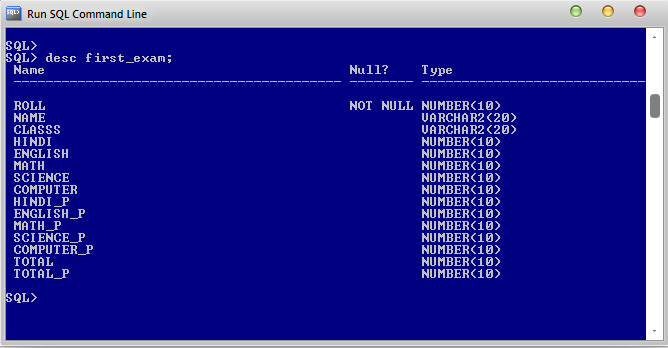 Run SQL Command Line
SQL>
SQL> desc first_exam;
Name Null? Type
----------------------------------------- -------- ----------------------------
ROLL NOT NULL NUMBER(10)
NAME VARCHAR2(20)
CLASSS VARCHAR2(20)
HINDI NUMBER(10)
ENGLISH NUMBER(10)
MATH NUMBER(10)
SCIENCE NUMBER(10)
COMPUTER NUMBER(10)
HINDI_P NUMBER(10)
ENGLISH_P NUMBER(10)
MATH_P NUMBER(10)
SCIENCE_P NUMBER(10)
COMPUTER_P NUMBER(10)
TOTAL NUMBER(10)
TOTAL_P NUMBER(10)
SQL>